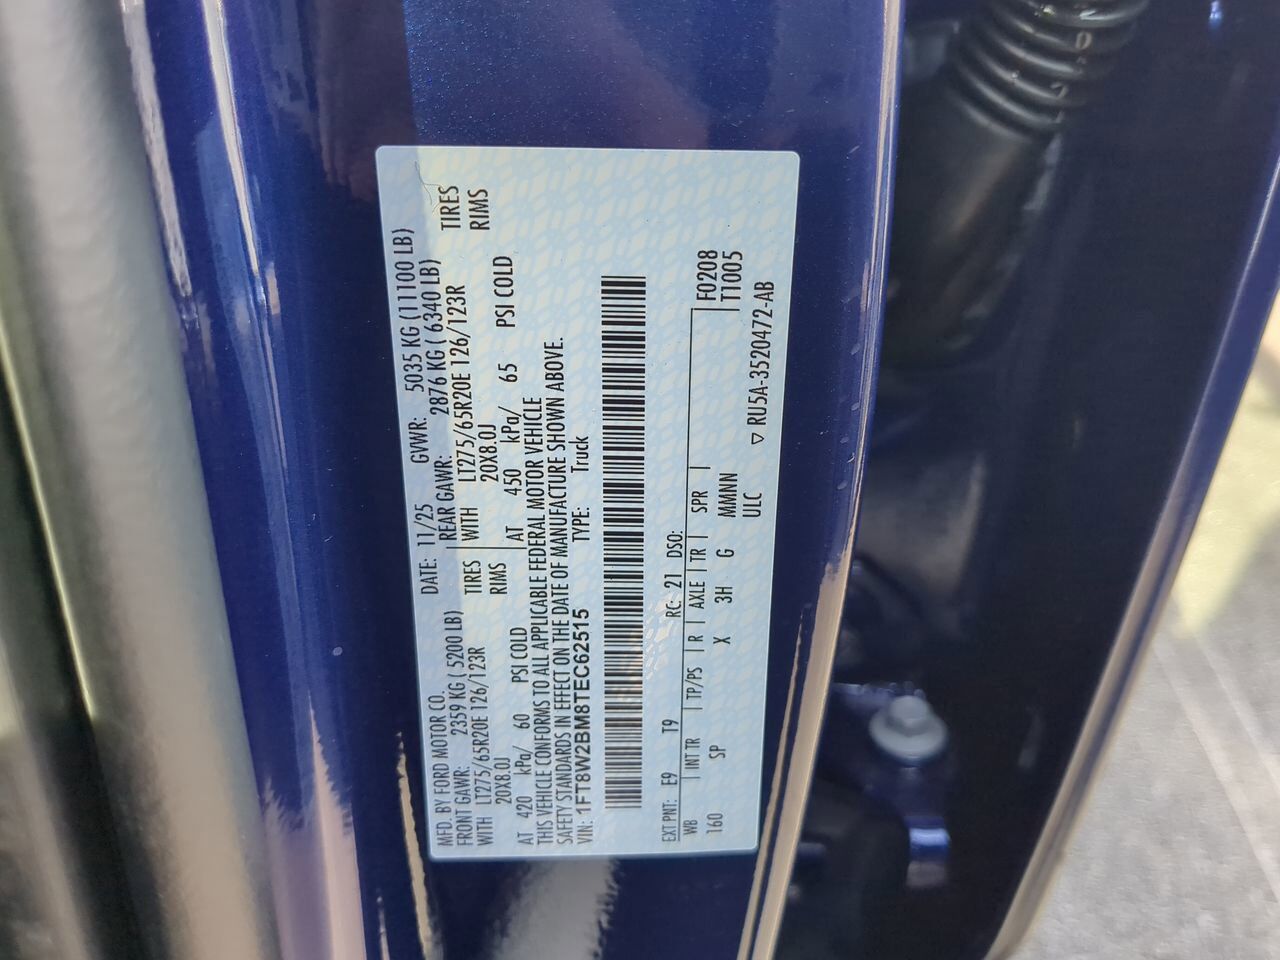 MFD. BY FORD MOTOR CO. DATE: 11/25 GVWR: 5035 KG (11100 LB)
FRONT GAWR: 2359 KG ( 5200 LB) REAR GAWR: 2876 KG ( 6340 LB)
WITH LT275/65R20E 126/123R TIRES WITH LT275/65R20E 126/123R TIRES
20X8.0J RIMS 20X8.0J RIMS
AT 420 kPa/ 60 PSI COLD AT 450 kPa/ 65 PSI COLD
THIS VEHICLE CONFORMS TO ALL APPLICABLE FEDERAL MOTOR VEHICLE
SAFETY STANDARDS IN EFFECT ON THE DATE OF MANUFACTURE SHOWN ABOVE.
VIN: 1FT8W2BM8TEC62515 TYPE: Truck
EXT PNT: E9 T9 RC: 21 DSO:
WB INT TR TP/PS R AXLE TR SPR F0208
160 SP X 3H G MMNN T1005
ULC ▽ RU5A-3520472-AB